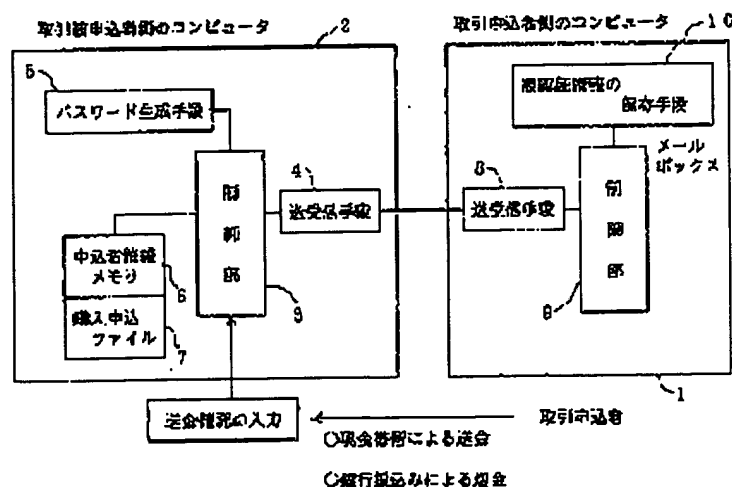 取引被申込者側のコンピュータ
2
5
パスワード生成手段
制
御
部
9
4
送受信手段
申込者情報
メモリ
6
購入申込
ファイル
7
送金情況の入力
取引申込者側のコンピュータ
10
被認証情報の
保存手段
メール
ボックス
3
送受信手段
制
御
部
8
1
取引申込者
○現金書留による送金
○銀行振込みによる送金